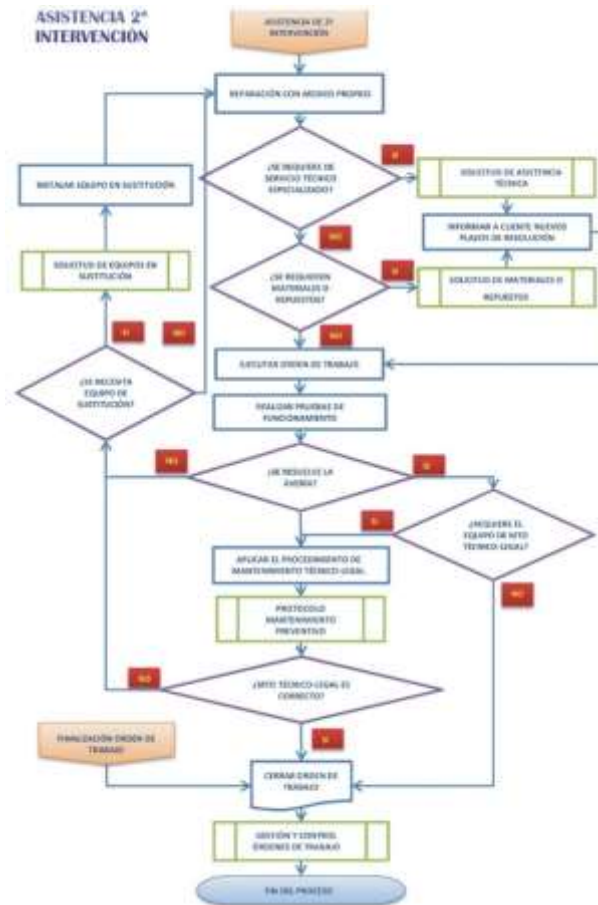 ASISTENCIA 2ª
INTERVENCIÓN
ASISTENCIA DE 2ª
INTERVENCIÓN
REPARACIÓN CON MEDIOS PROPIOS
¿SE REQUIERE DE
SERVICIO TÉCNICO
ESPECIALIZADO?
SI
SOLICITUD DE ASISTENCIA
TÉCNICA
INSTALAR EQUIPO EN SUSTITUCIÓN
NO
INFORMAR A CLIENTE NUEVOS
PLAZOS DE RESOLUCIÓN
SOLICITUD DE EQUIPOS EN
SUSTITUCIÓN
¿SE REQUIEREN
MATERIALES O
REPUESTOS?
SI
SOLICITUD DE MATERIALES O
REPUESTOS
SI
NO
NO
EJECUTAR ORDEN DE TRABAJO
¿SE NECESITA
EQUIPO DE
SUSTITUCIÓN?
REALIZAR PRUEBAS DE
FUNCIONAMIENTO
NO
¿SE RESUELVE LA
AVERÍA?
SI
SI
¿REQUIERE EL
EQUIPO DE MTO
TÉCNICO-LEGAL?
APLICAR EL PROCEDIMIENTO DE
MANTENIMIENTO TÉCNICO-LEGAL
NO
PROTOCOLO
MANTENIMIENTO
PREVENTIVO
NO
¿MTO TÉCNICO-LEGAL ES
CORRECTO?
SI
FINALIZACIÓN ORDEN DE
TRABAJO
CERRAR ORDEN DE
TRABAJO
GESTIÓN Y CONTROL
ÓRDENES DE TRABAJO
FIN DEL PROCESO